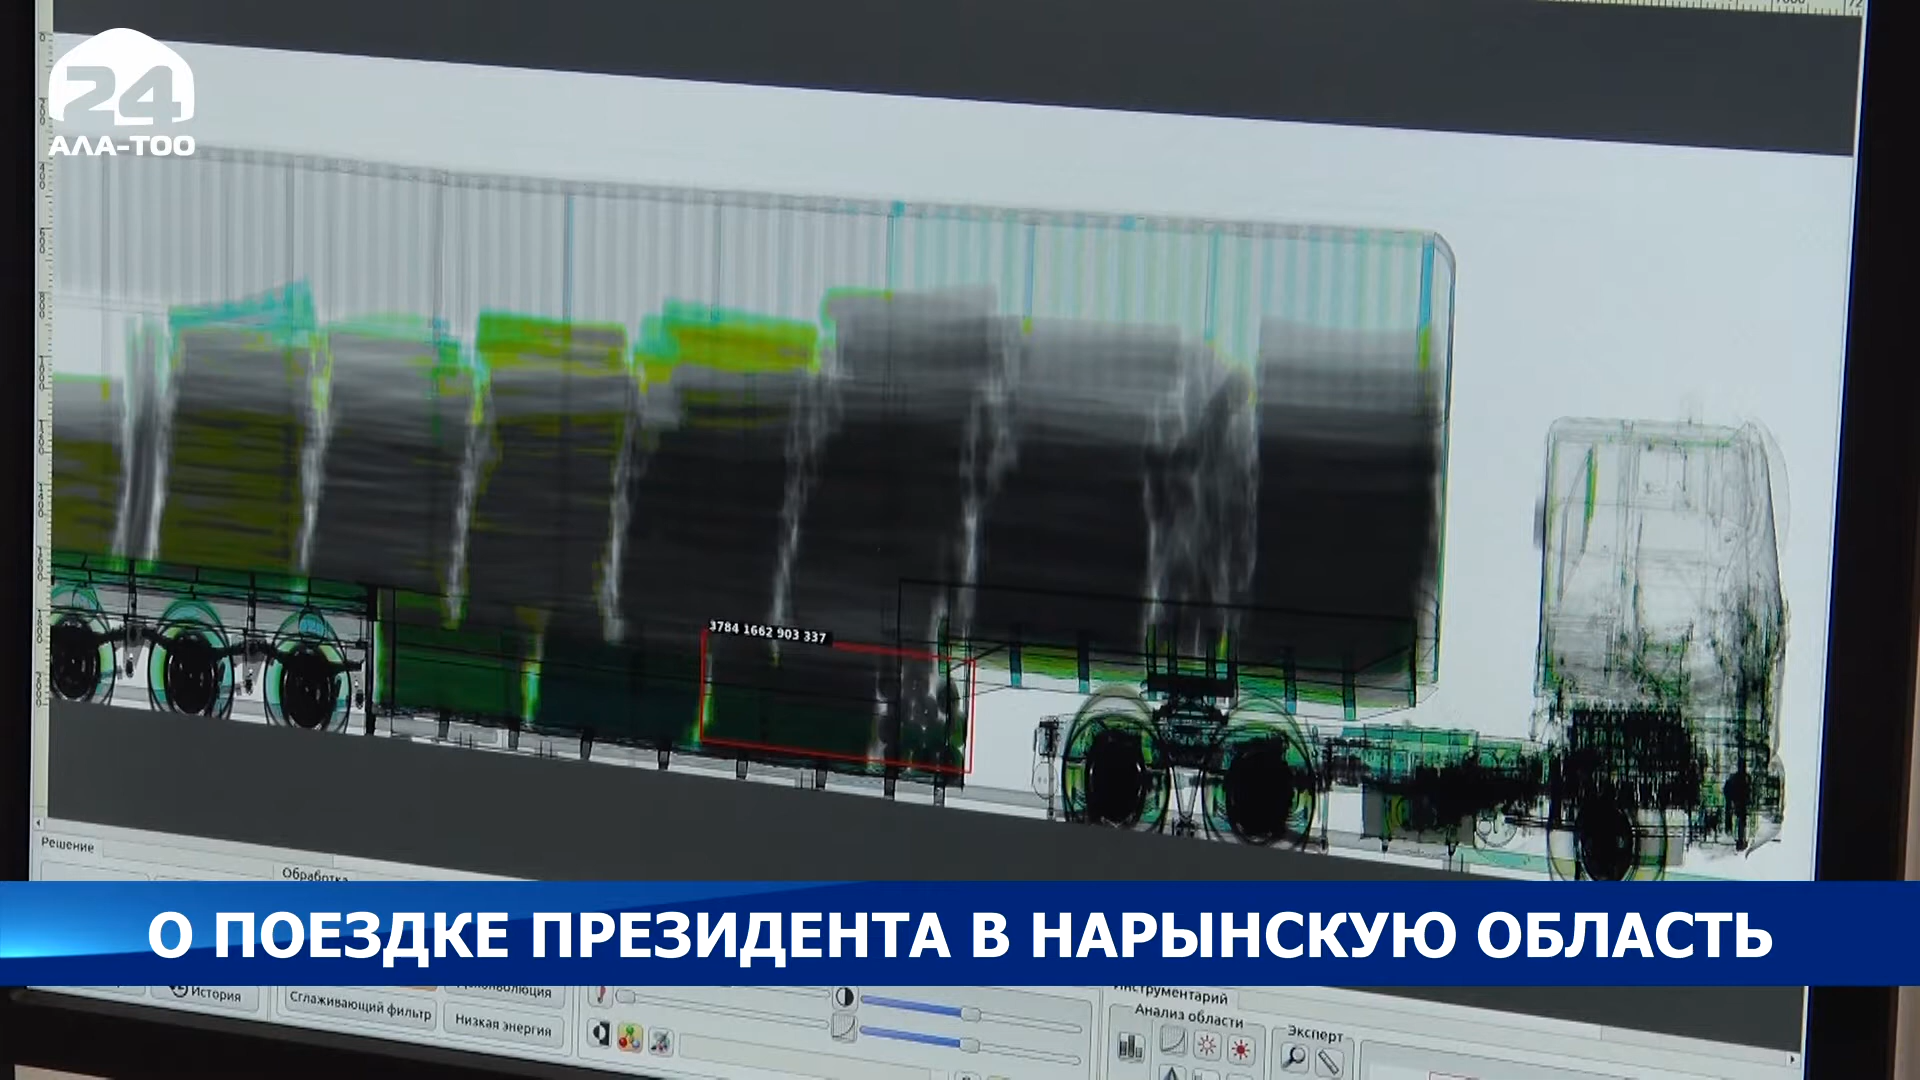 24
АЛА-ТОО
3784 1662 903 337
Решение
Обработка
О ПОЕЗДКЕ ПРЕЗИДЕНТА В НАРЫНСКУЮ ОБЛАСТЬ
История
Сглаживающий фильтр
Низкая энергия
Инструментарий
Анализ области
Эксперт